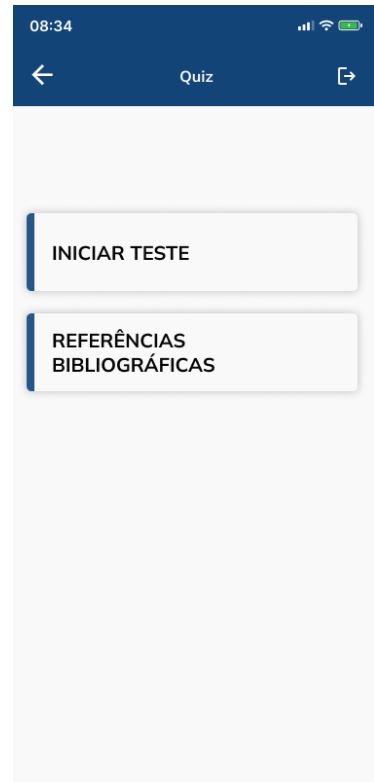 08:34
Quiz
INICIAR TESTE
REFERÊNCIAS
BIBLIOGRÁFICAS